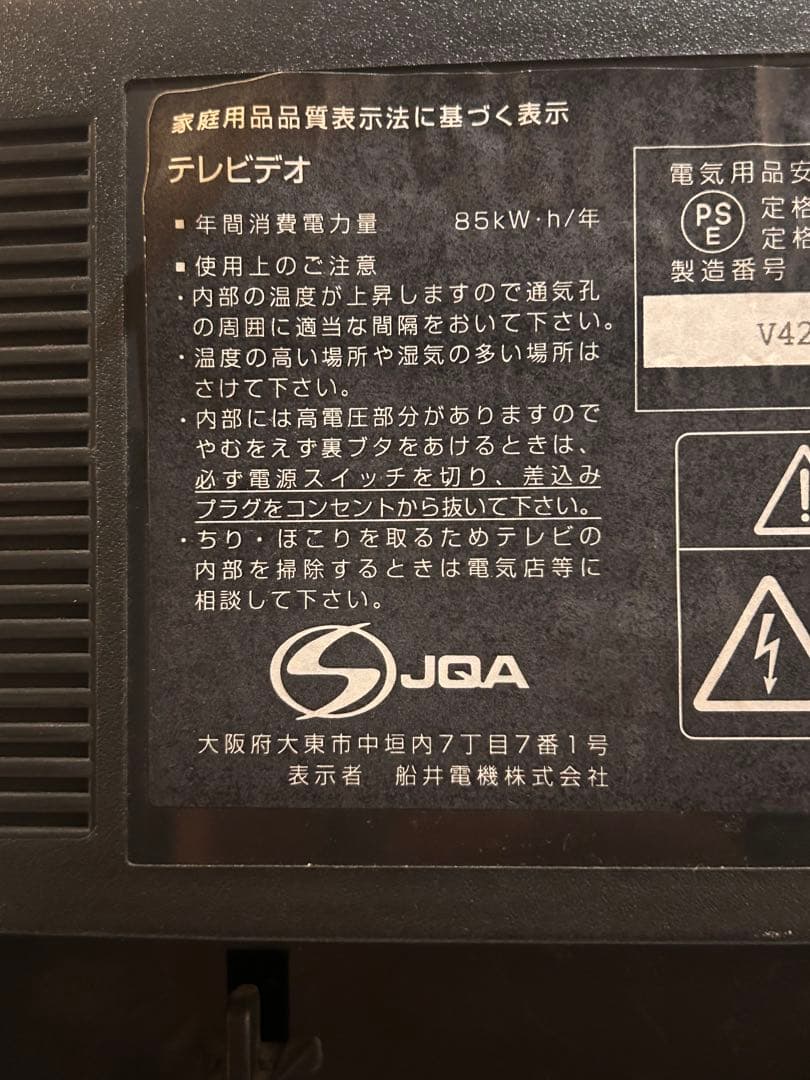 家庭用品品質表示法に基づく表示
テレビデオ
▪年間消費電力量 85kW·h/年
▪使用上のご注意
・内部の温度が上昇しますので通気孔
の周囲に適当な間隔をおいて下さい。
・温度の高い場所や湿気の多い場所は
さけて下さい。
・内部には高電圧部分がありますので
やむをえず裏ブタをあけるときは、
必ず電源スイッチを切り、差込み
プラグをコンセントから抜いて下さい。
・ちり・ほこりを取るためテレビの
内部を掃除するときは電気店等に
相談して下さい。
JQA
大阪府大東市中垣内7丁目7番1号
表示者 船井電機株式会社
電気用品安
PS
E
定格
定格
製造番号
V42